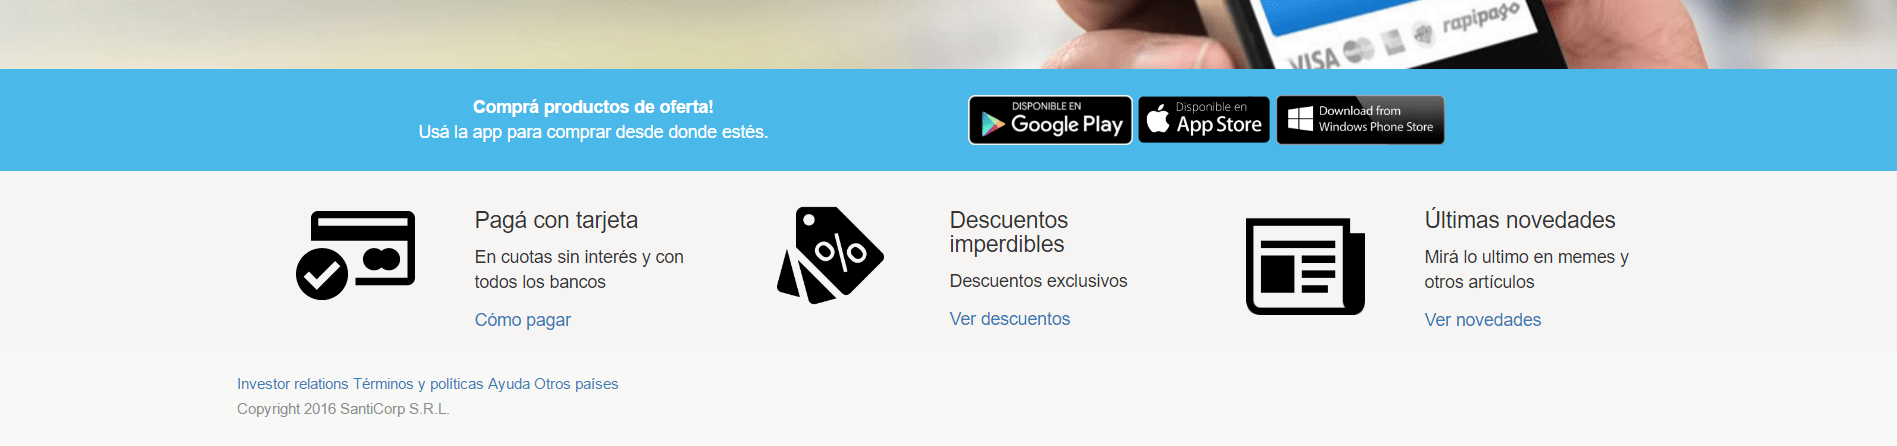 VISA
rapipago
Comprá productos de oferta!
Usá la app para comprar desde donde estés.
DISPONIBLE EN
Google Play
Disponible en
App Store
Download from
Windows Phone Store
Pagá con tarjeta
En cuotas sin interés y con
todos los bancos
Cómo pagar
%
Descuentos
imperdibles
Descuentos exclusivos
Ver descuentos
Últimas novedades
Mirá lo ultimo en memes y
otros artículos
Ver novedades
Investor relations Términos y políticas Ayuda Otros países
Copyright 2016 SantiCorp S.R.L.